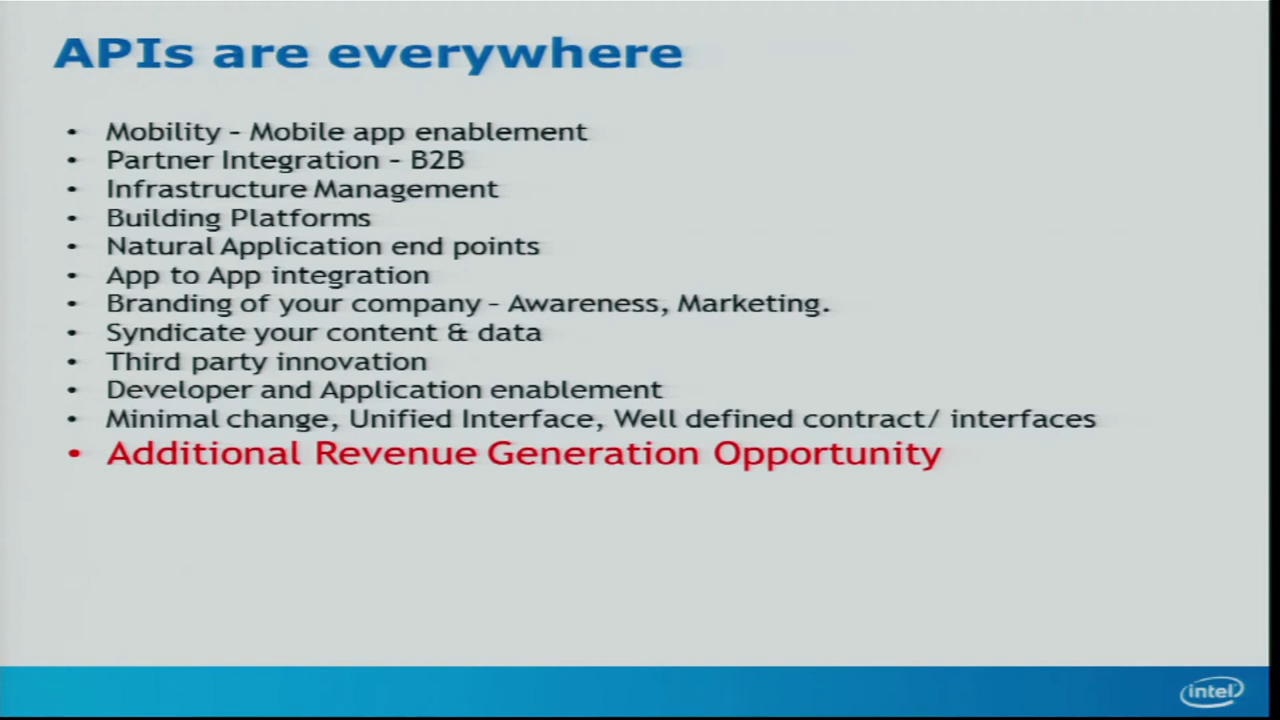 APIs are everywhere
• Mobility – Mobile app enablement
• Partner Integration – B2B
• Infrastructure Management
• Building Platforms
• Natural Application end points
• App to App integration
• Branding of your company – Awareness, Marketing.
• Syndicate your content & data
• Third party innovation
• Developer and Application enablement
• Minimal change, Unified Interface, Well defined contract/ interfaces
• Additional Revenue Generation Opportunity
intel